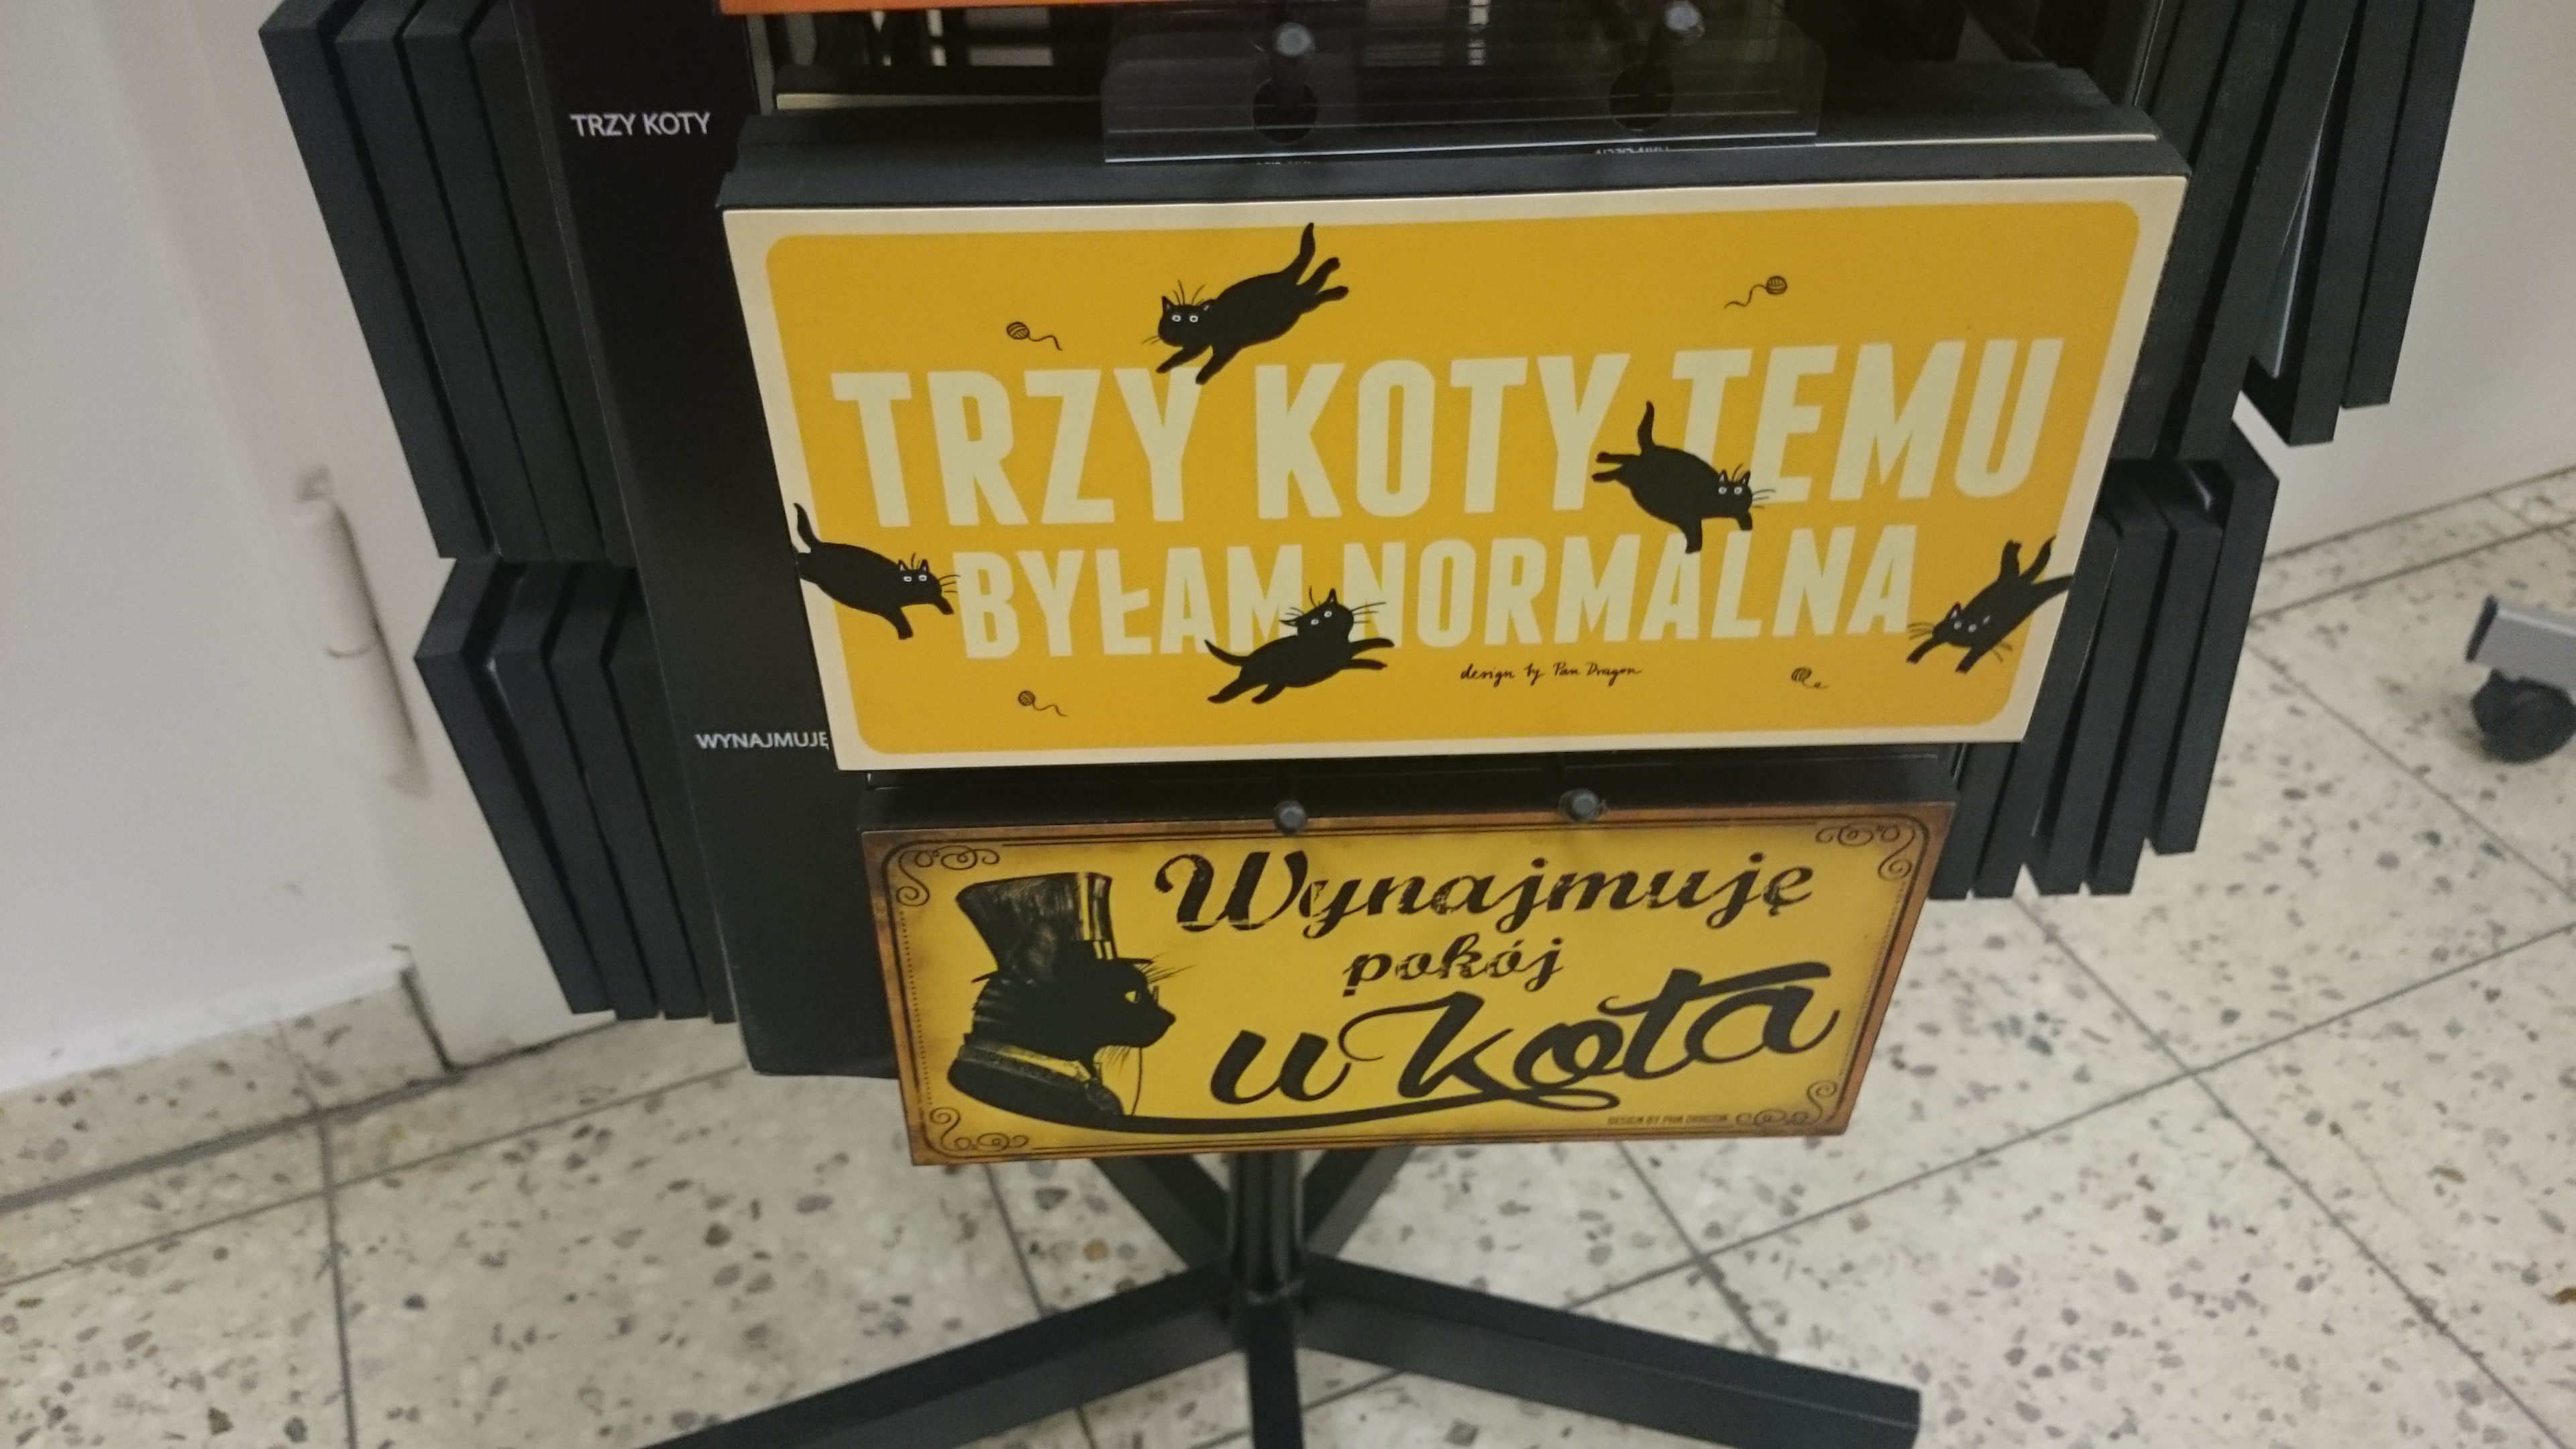 TRZY KOTY
TRZY KOTY TEMU
BYŁAM NORMALNA
design by Pan Dragon
WYNAJMUJĘ
Wynajmuję
pokój
u Kota
DESIGN BY PAN DRAGON